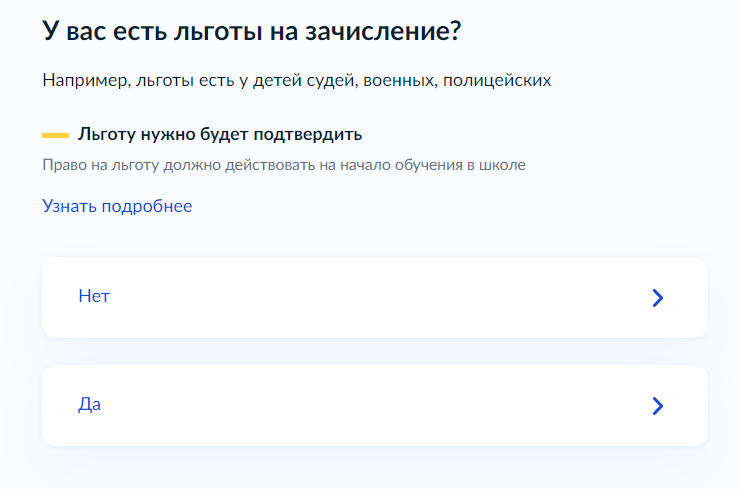 У вас есть льготы на зачисление?
Например, льготы есть у детей судей, военных, полицейских
Льготу нужно будет подтвердить
Право на льготу должно действовать на начало обучения в школе
Узнать подробнее
Нет
Да